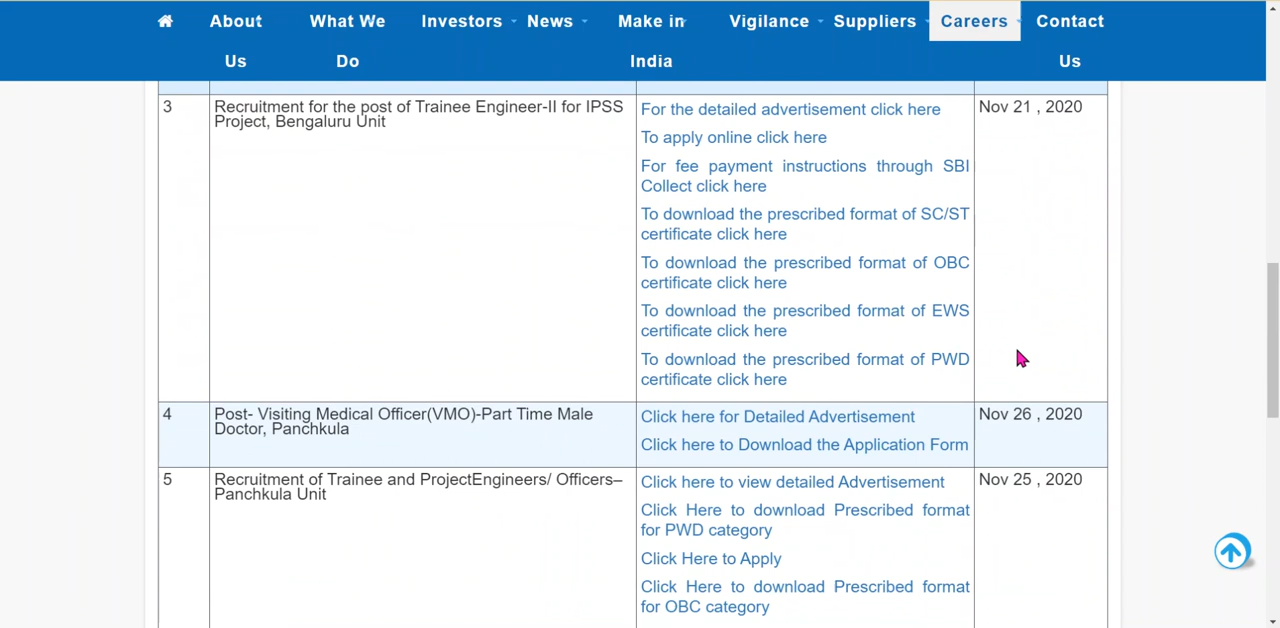 About Us
What We Do
Investors
News
Make in India
Vigilance
Suppliers
Careers
Contact Us
3
Recruitment for the post of Trainee Engineer-II for IPSS
Project, Bengaluru Unit
For the detailed advertisement click here
To apply online click here
For fee payment instructions through SBI
Collect click here
To download the prescribed format of SC/ST
certificate click here
To download the prescribed format of OBC
certificate click here
To download the prescribed format of EWS
certificate click here
To download the prescribed format of PWD
certificate click here
Nov 21 , 2020
4
Post- Visiting Medical Officer(VMO)-Part Time Male
Doctor, Panchkula
Click here for Detailed Advertisement
Click here to Download the Application Form
Nov 26 , 2020
5
Recruitment of Trainee and ProjectEngineers/ Officers–
Panchkula Unit
Click here to view detailed Advertisement
Click Here to download Prescribed format
for PWD category
Click Here to Apply
Click Here to download Prescribed format
for OBC category
Nov 25 , 2020